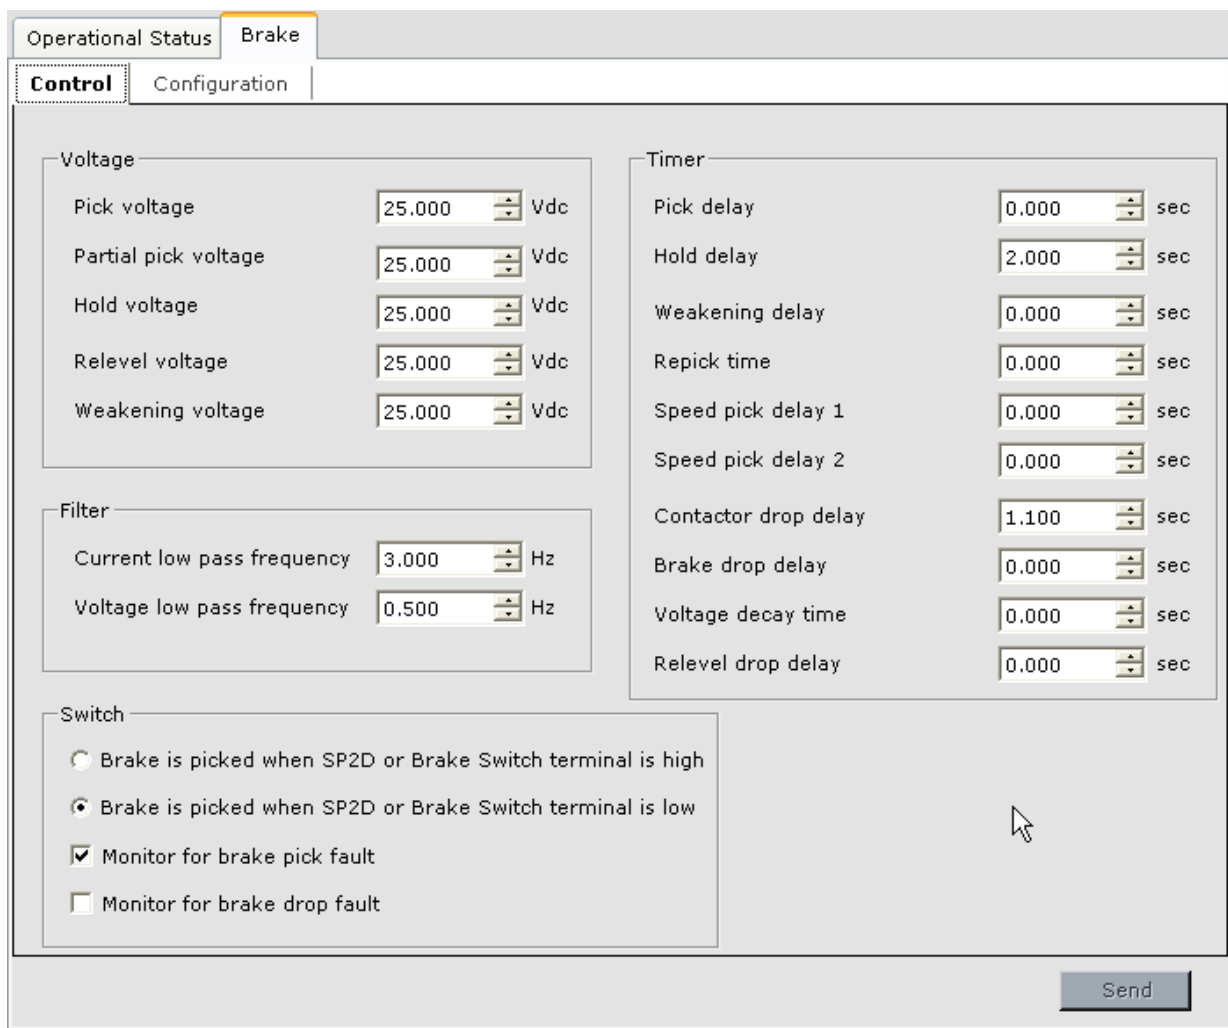 Operational Status Brake
Control Configuration
Voltage
Pick voltage 25.000 Vdc
Partial pick voltage 25.000 Vdc
Hold voltage 25.000 Vdc
Relevel voltage 25.000 Vdc
Weakening voltage 25.000 Vdc
Filter
Current low pass frequency 3.000 Hz
Voltage low pass frequency 0.500 Hz
Timer
Pick delay 0.000 sec
Hold delay 2.000 sec
Weakening delay 0.000 sec
Repick time 0.000 sec
Speed pick delay 1 0.000 sec
Speed pick delay 2 0.000 sec
Contactor drop delay 1.100 sec
Brake drop delay 0.000 sec
Voltage decay time 0.000 sec
Relevel drop delay 0.000 sec
Switch
Brake is picked when SP2D or Brake Switch terminal is high
Brake is picked when SP2D or Brake Switch terminal is low
Monitor for brake pick fault
Monitor for brake drop fault
Send